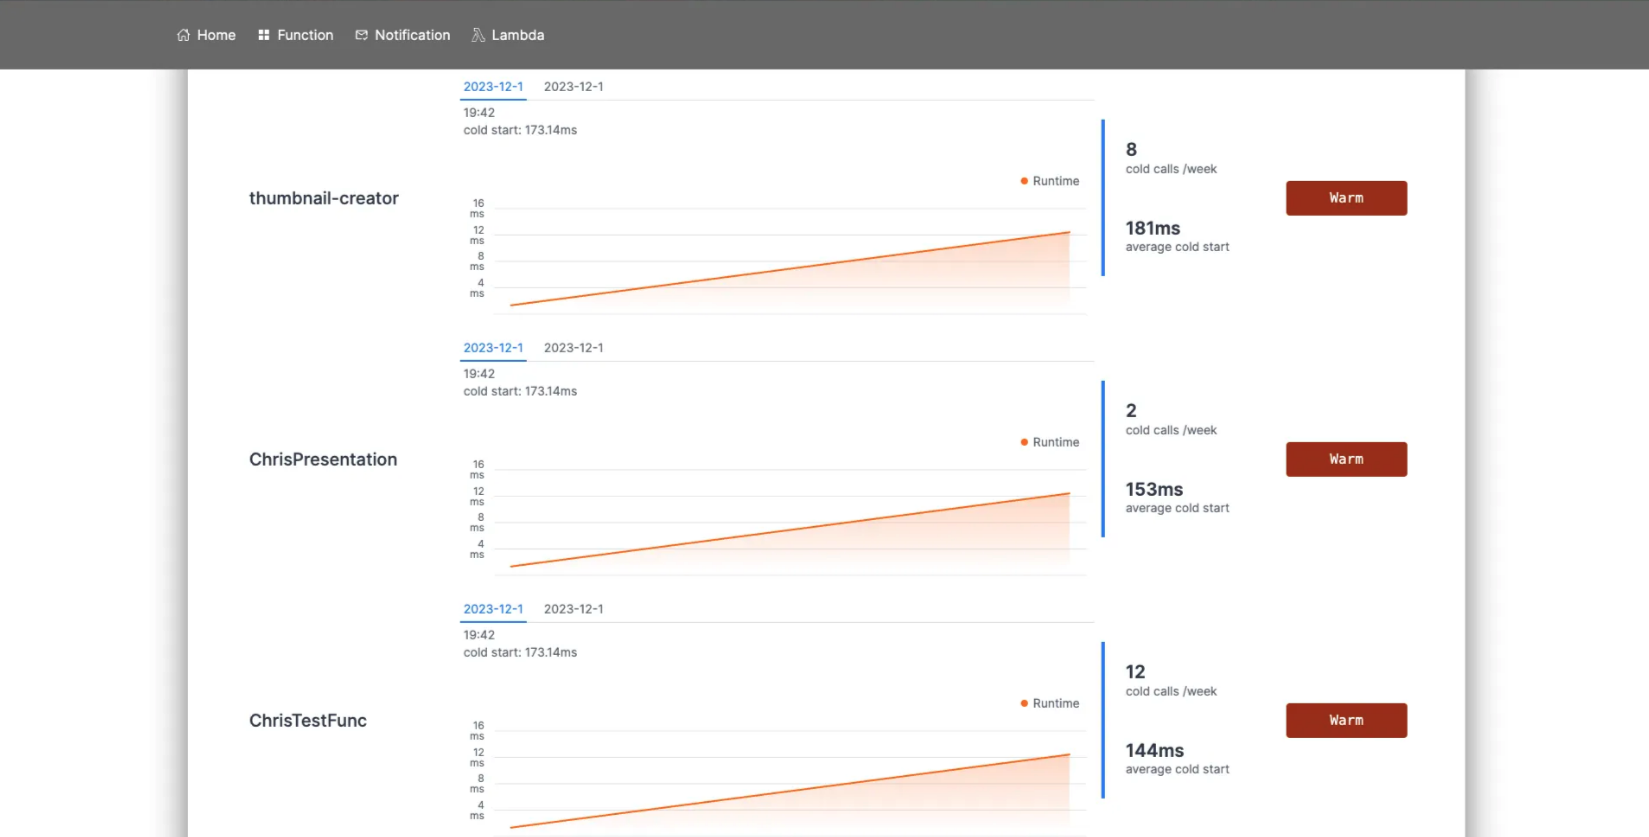 Home Function Notification Lambda
2023-12-1 2023-12-1
19:42
cold start: 173.14ms
8
cold calls /week
Runtime
Warm
thumbnail-creator
16
ms
12
ms
8
ms
4
ms
181ms
average cold start
2023-12-1 2023-12-1
19:42
cold start: 173.14ms
2
cold calls /week
Runtime
Warm
ChrisPresentation
16
ms
12
ms
8
ms
4
ms
153ms
average cold start
2023-12-1 2023-12-1
19:42
cold start: 173.14ms
12
cold calls /week
Runtime
Warm
ChrisTestFunc
16
ms
12
ms
8
ms
4
ms
144ms
average cold start